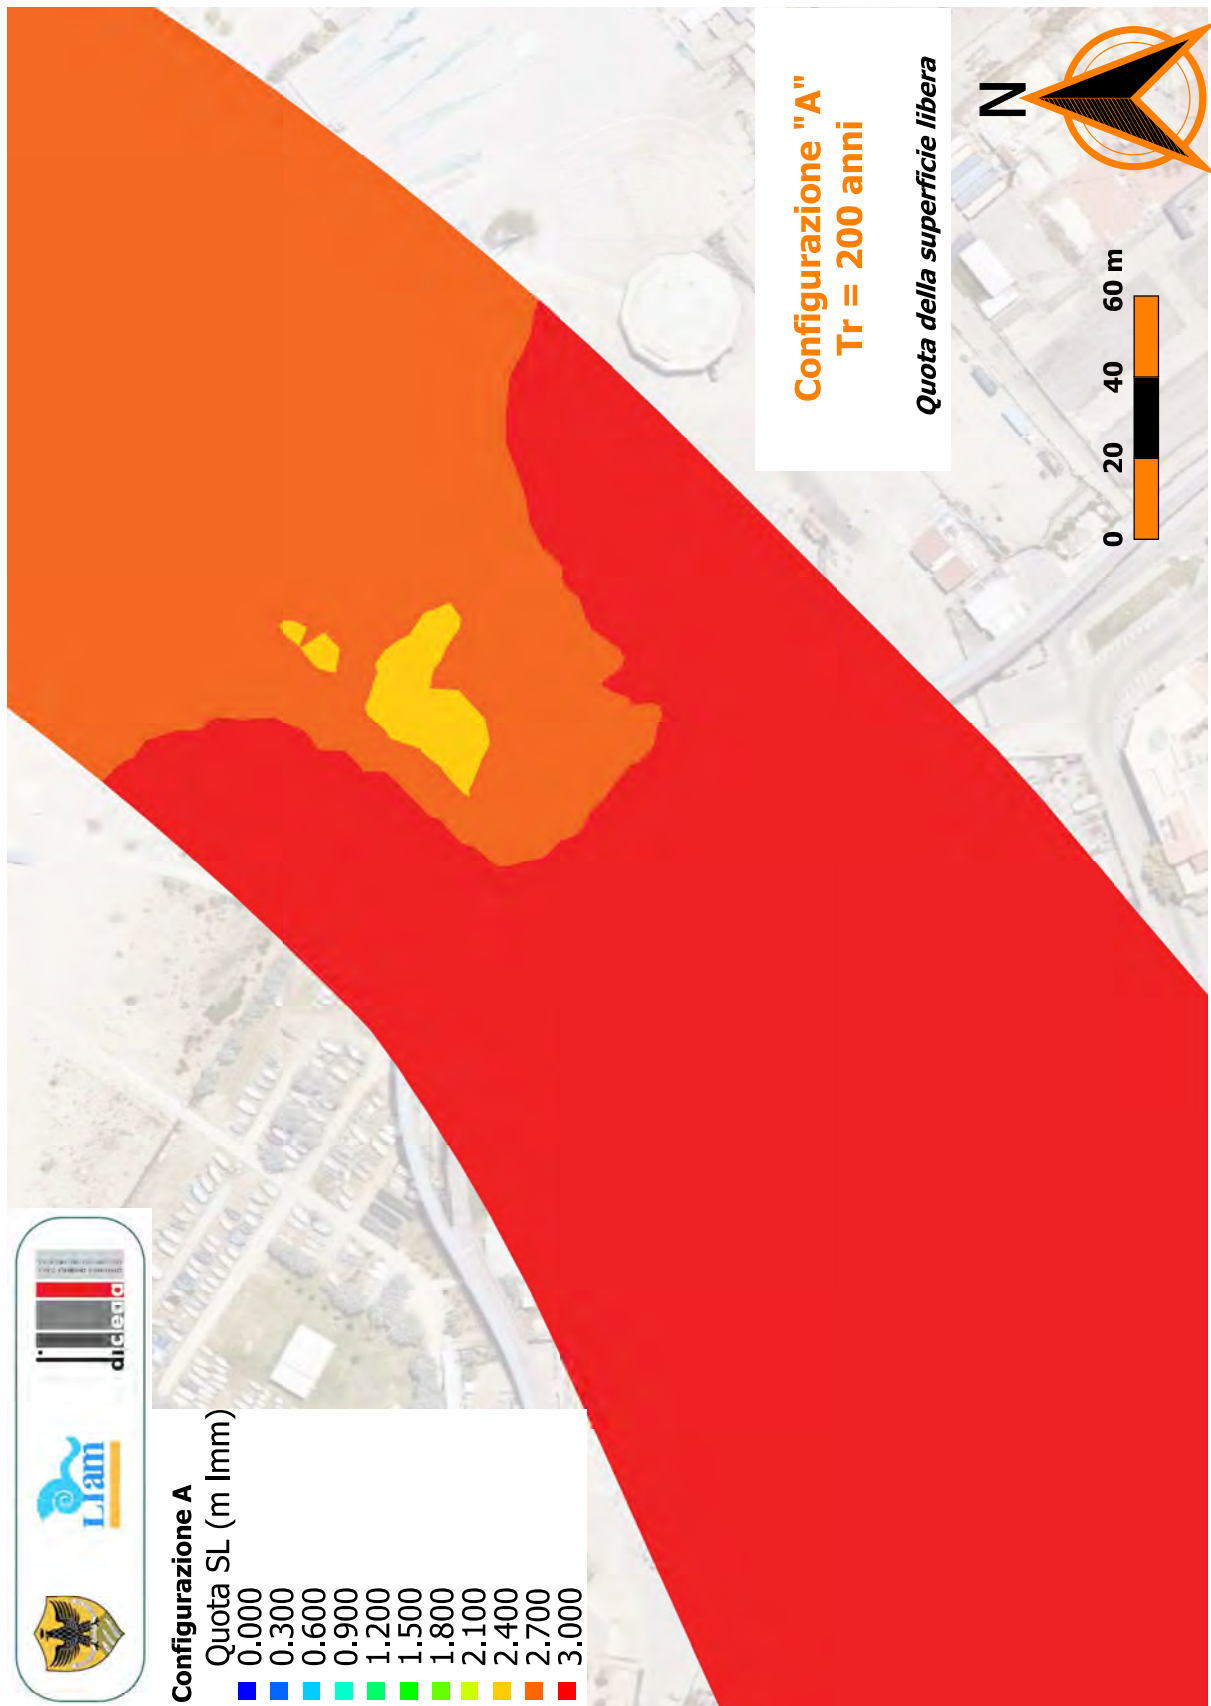 Configurazione "A"
Tr = 200 anni
Quota della superficie libera
N
0 20 40 60 m
LIam
diceaa
Configurazione A
Quota SL (m lmm)
0.000
0.300
0.600
0.900
1.200
1.500
1.800
2.100
2.400
2.700
3.000